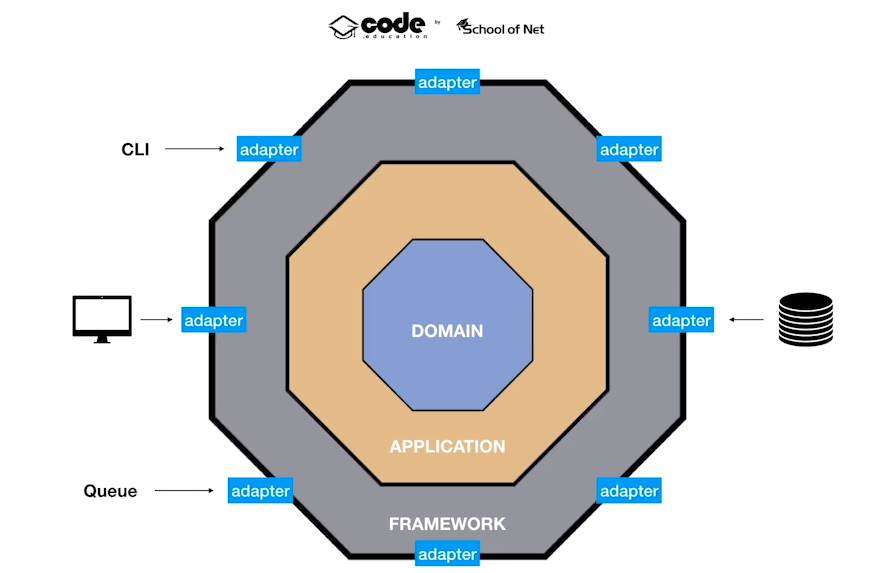 code
.education
by
School of Net
adapter
CLI
adapter
adapter
adapter
DOMAIN
adapter
APPLICATION
Queue
adapter
adapter
FRAMEWORK
adapter